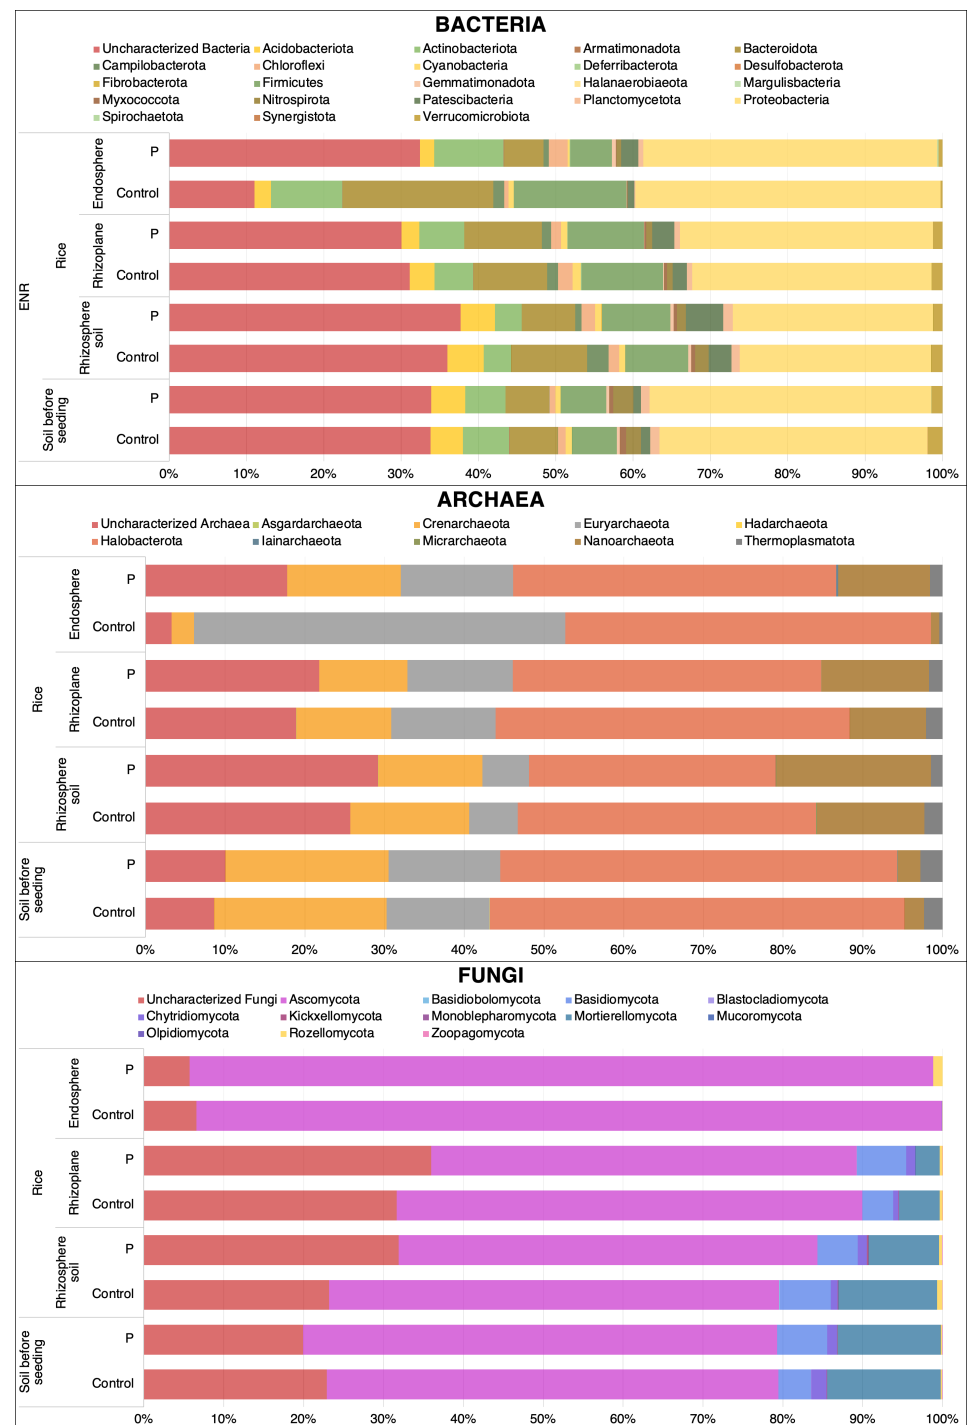 BACTERIA
Uncharacterized Bacteria Acidobacteriota Actinobacteriota Armatimonadota Bacteroidota
Campilobacterota Chloroflexi Cyanobacteria Deferribacterota Desulfobacterota
Fibrobacterota Firmicutes Gemmatimonadota Halanaerobiaeota Margulisbacteria
Myxococcota Nitrospirota Patescibacteria Planctomycetota Proteobacteria
Spirochaetota Synergistota Verrucomicrobiota
ENR
Rice
Endosphere
P
Control
Rhizoplane
P
Control
Rhizosphere
soil
P
Control
Soil before
seeding
P
Control
0% 10% 20% 30% 40% 50% 60% 70% 80% 90% 100%
ARCHAEA
Uncharacterized Archaea Asgardarchaeota Crenarchaeota Euryarchaeota Hadarchaeota
Halobacterota Iainarchaeota Micrarchaeota Nanoarchaeota Thermoplasmatota
Rice
Endosphere
P
Control
Rhizoplane
P
Control
Rhizosphere
soil
P
Control
Soil before
seeding
P
Control
0% 10% 20% 30% 40% 50% 60% 70% 80% 90% 100%
FUNGI
Uncharacterized Fungi Ascomycota Basidiobolomycota Basidiomycota Blastocladiomycota
Chytridiomycota Kickxellomycota Monoblepharomycota Mortierellomycota Mucoromycota
Olpidiomycota Rozellomycota Zoopagomycota
Rice
Endosphere
P
Control
Rhizoplane
P
Control
Rhizosphere
soil
P
Control
Soil before
seeding
P
Control
0% 10% 20% 30% 40% 50% 60% 70% 80% 90% 100%